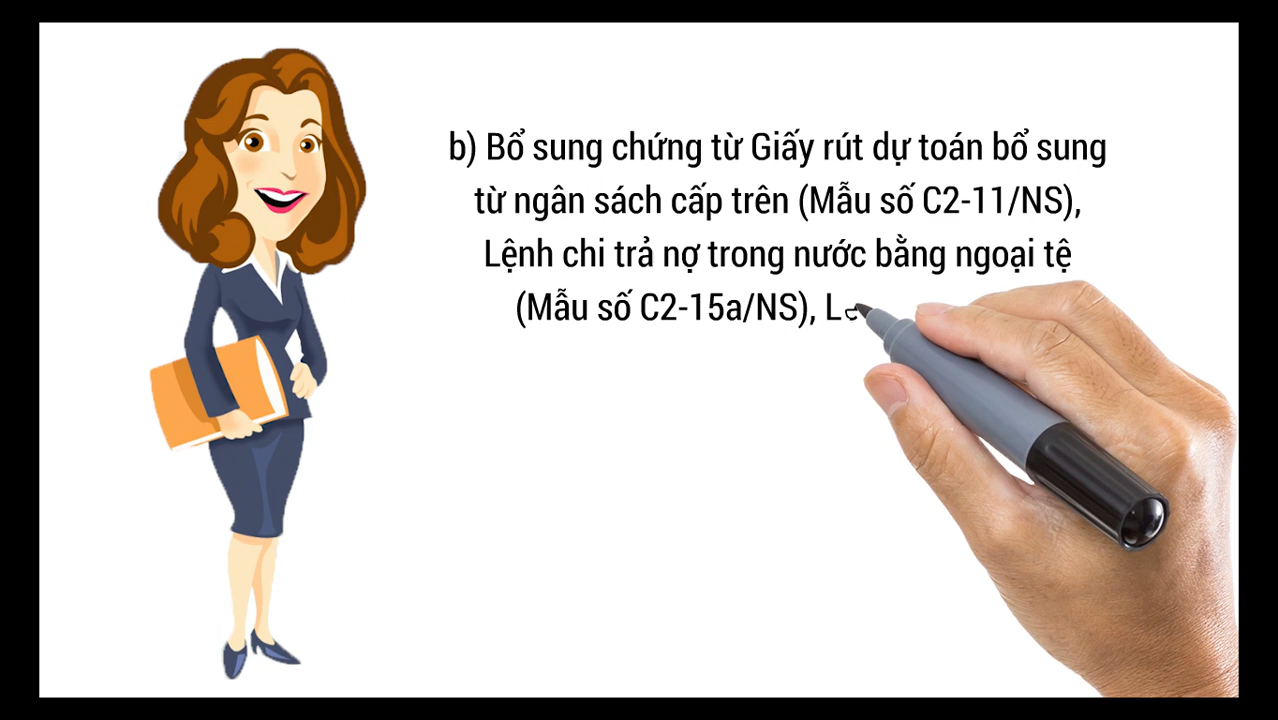 b) Bổ sung chứng từ Giấy rút dự toán bổ sung
từ ngân sách cấp trên (Mẫu số C2-11/NS),
Lệnh chi trả nợ trong nước bằng ngoại tệ
(Mẫu số C2-15a/NS),